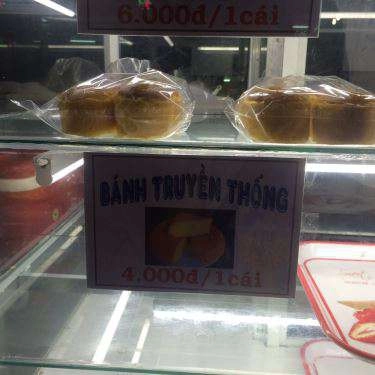 6.000đ/1cái
BÁNH TRUYỀN THỐNG
4.000đ/1cái